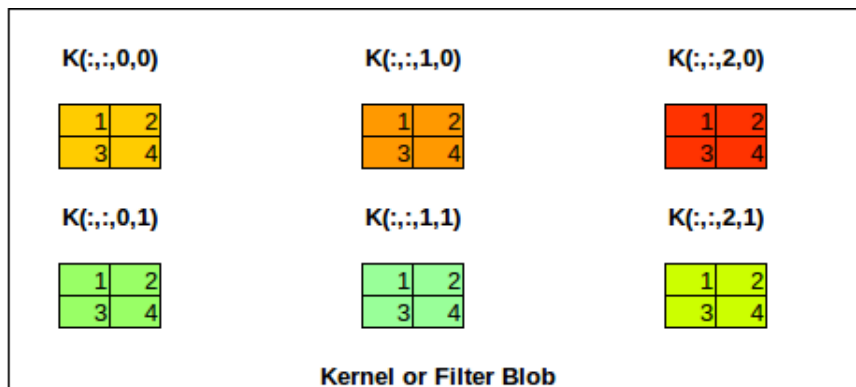 K(:,:,0,0) K(:,:,1,0) K(:,:,2,0)
1 2 1 2 1 2
3 4 3 4 3 4
K(:,:,0,1) K(:,:,1,1) K(:,:,2,1)
1 2 1 2 1 2
3 4 3 4 3 4
Kernel or Filter Blob